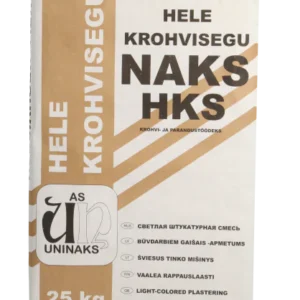 HELE
KROHVISEGU
NAKS
HKS
KROHVI- JA PARANDUSTÖÖDEKS
HELE
KROHVISEGU
AS
UNINAKS
25 kg
СВЕТЛАЯ ШТУКАТУРНАЯ СМЕСЬ
BŪVDARBIEM GAIŠAIS -APMETUMS
ŠVIESUS TINKO MIŠINYS
VAALEA RAPPAUSLAASTI
LIGHT-COLORED PLASTERING